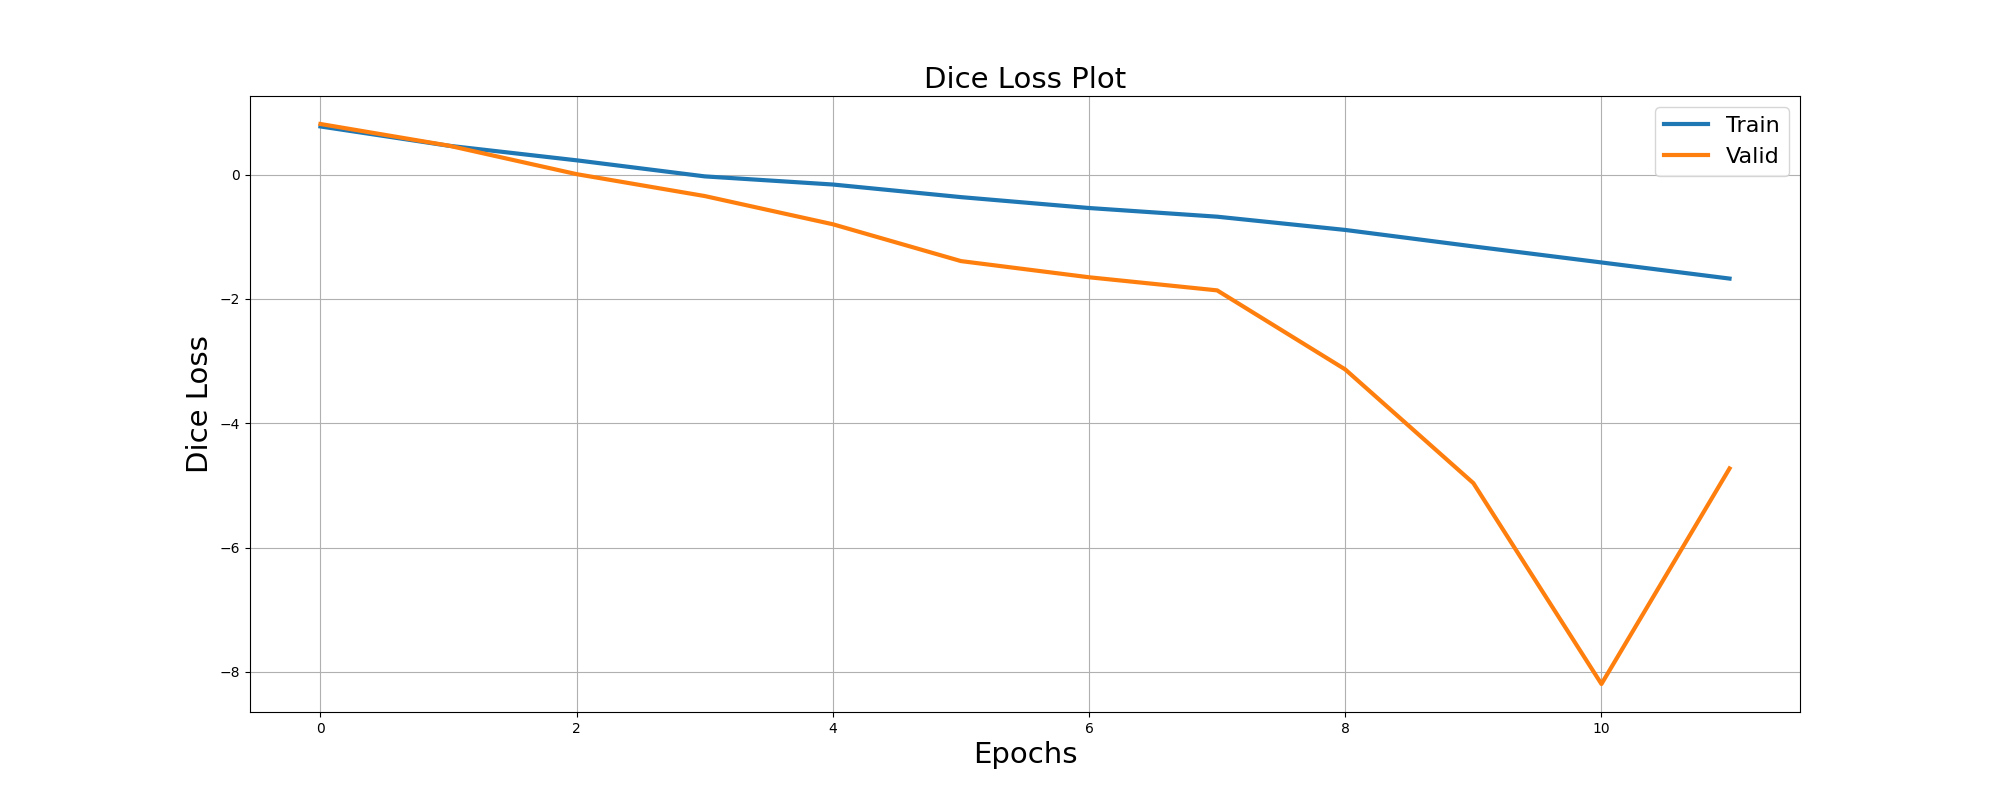 Dice Loss Plot
Train
Valid
0
−2
−4
−6
−8
Dice Loss
0 2 4 6 8 10
Epochs